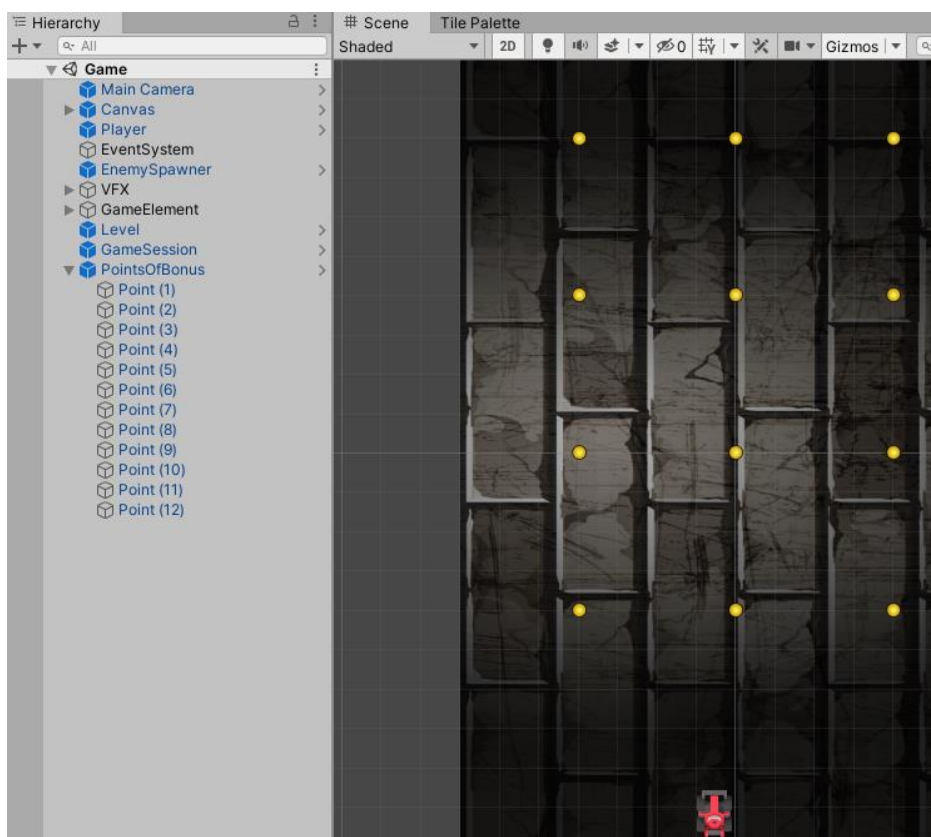 Hierarchy
All
Game
Main Camera
Canvas
Player
EventSystem
EnemySpawner
VFX
GameElement
Level
GameSession
PointsOfBonus
Point (1)
Point (2)
Point (3)
Point (4)
Point (5)
Point (6)
Point (7)
Point (8)
Point (9)
Point (10)
Point (11)
Point (12)
Scene Tile Palette
Shaded 2D 0 Gizmos